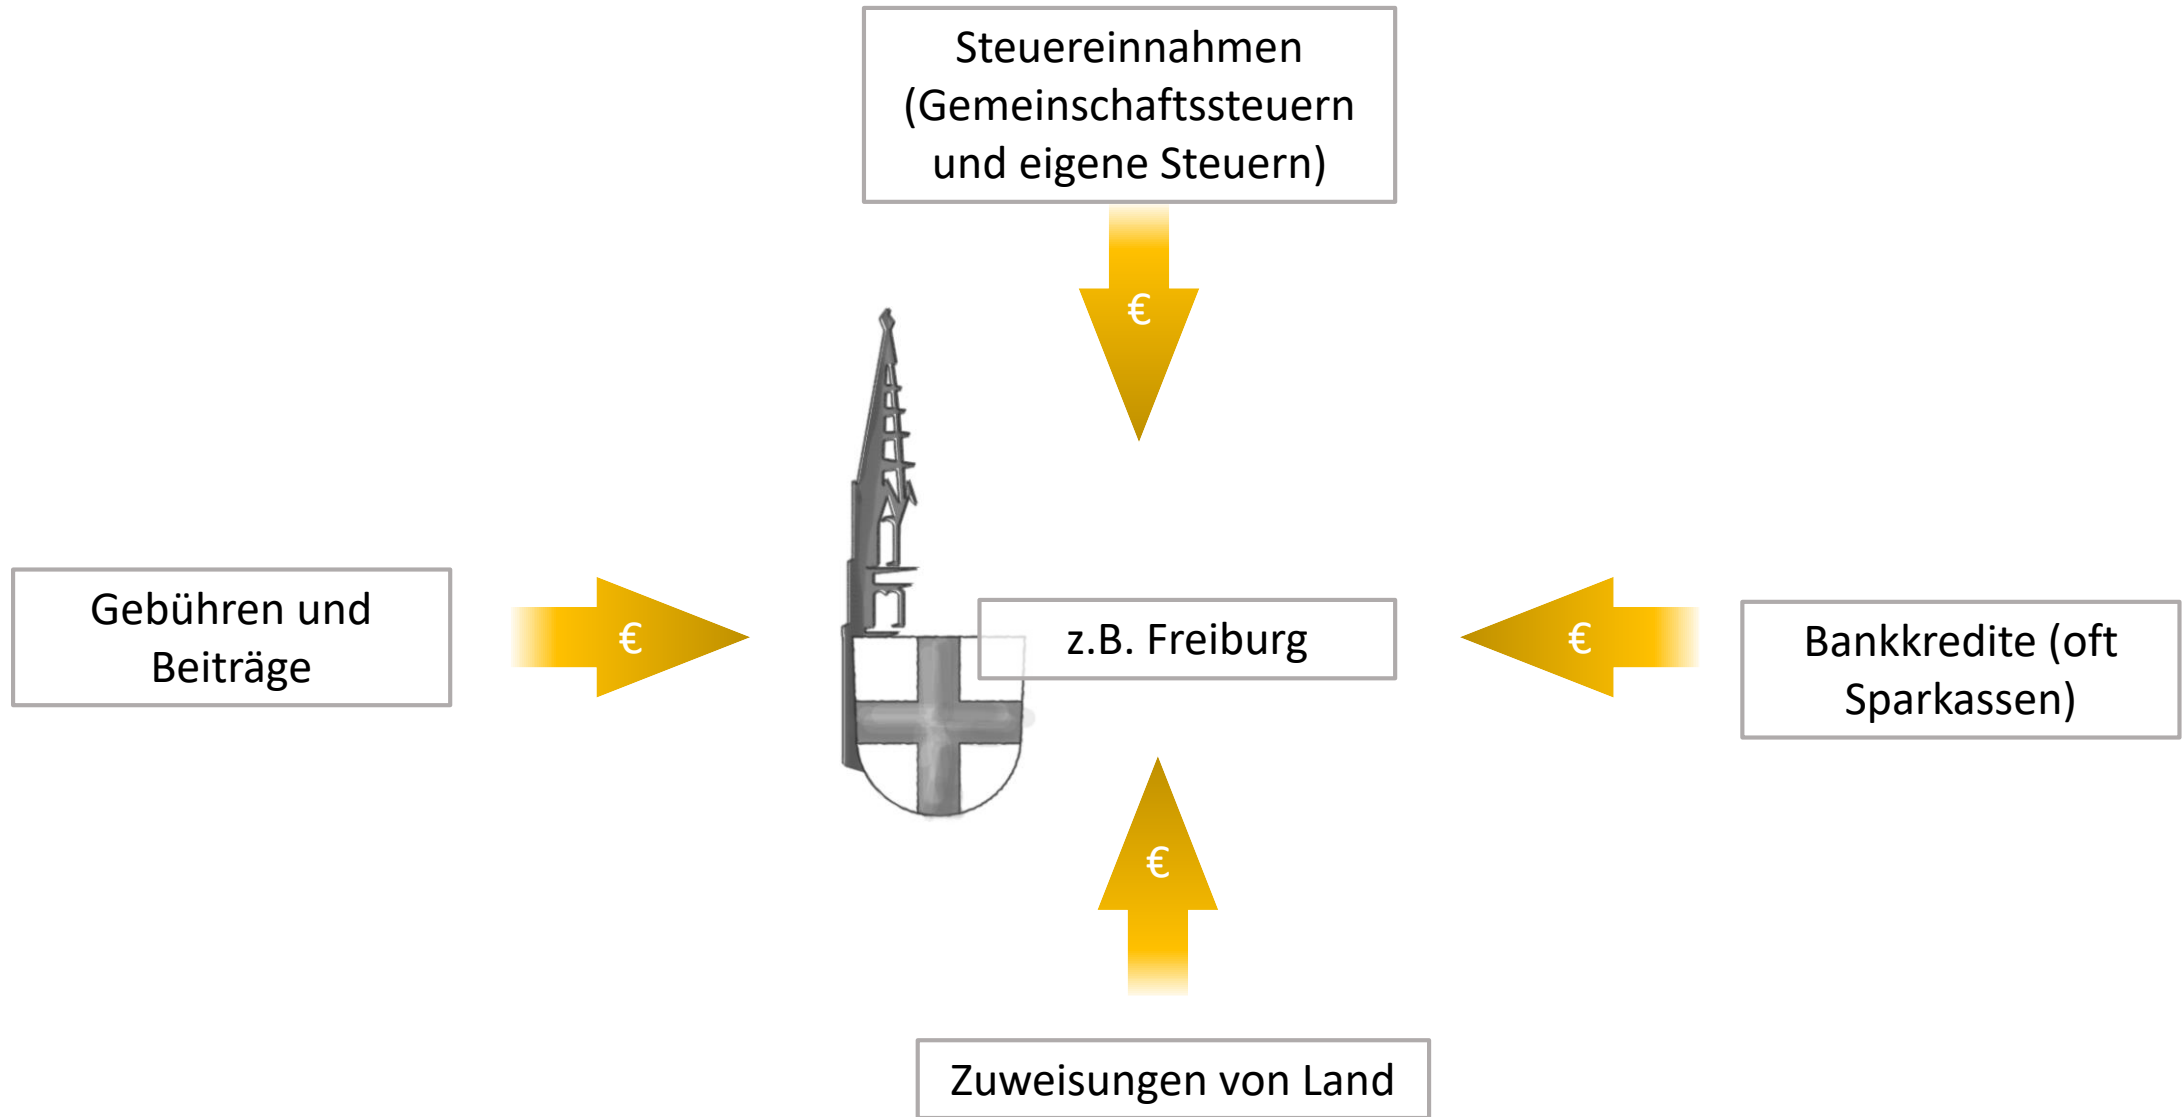 Steuereinnahmen
(Gemeinschaftssteuern
und eigene Steuern)
€
Gebühren und
Beiträge
€
z.B. Freiburg
€
Bankkredite (oft
Sparkassen)
€
Zuweisungen von Land